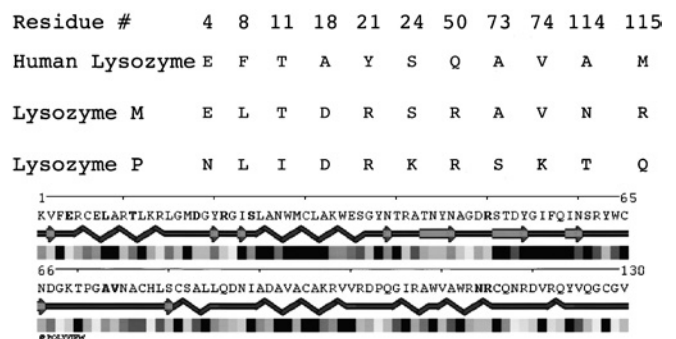 Residue # 4 8 11 18 21 24 50 73 74 114 115
Human Lysozyme E F T A Y S Q A V A M
Lysozyme M E L T D R S R A V N R
Lysozyme P N L I D R K R S K T Q
1 65
KVFERCELARTLKRLGMDGYRGISLANWMCLAKWESGYNTRATNYNAGDRSTDYGIFQINSRYWC
66 130
NDGKTPGAVNACHLSCSALLQDNIADAVACAKRVVRDPQGIRAWVAWRNRCQNRDVRQYVQGCGV